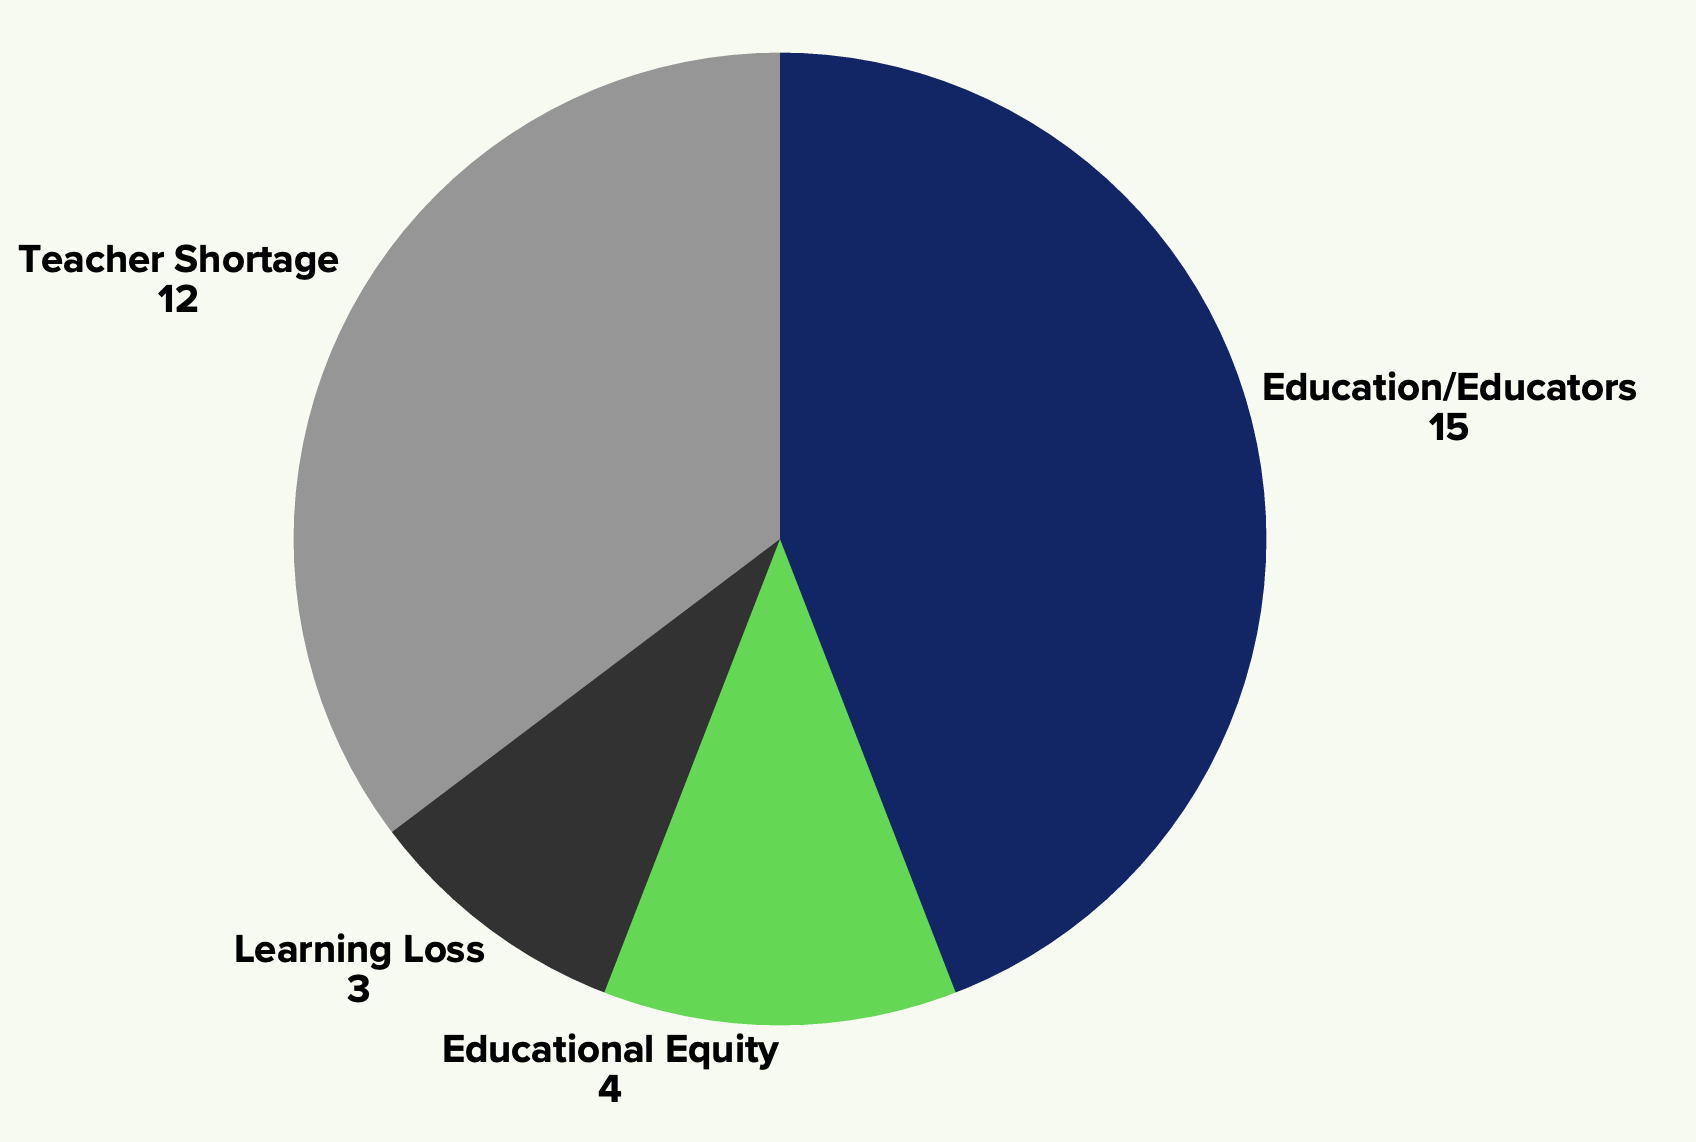 Teacher Shortage
12
Education/Educators
15
Learning Loss
3
Educational Equity
4